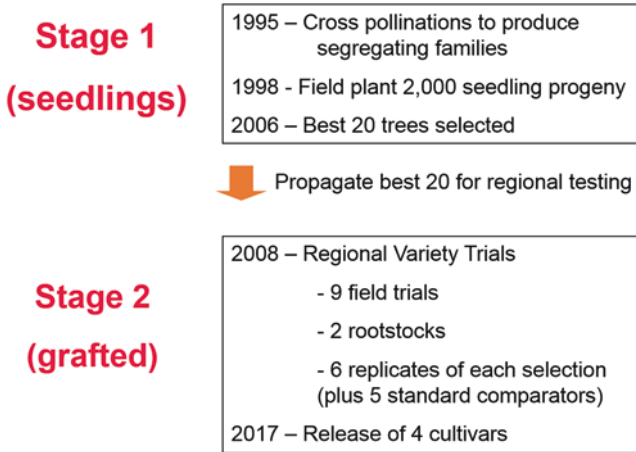 Stage 1
(seedlings)
1995 – Cross pollinations to produce
segregating families
1998 - Field plant 2,000 seedling progeny
2006 – Best 20 trees selected
Propagate best 20 for regional testing
Stage 2
(grafted)
2008 – Regional Variety Trials
- 9 field trials
- 2 rootstocks
- 6 replicates of each selection
(plus 5 standard comparators)
2017 – Release of 4 cultivars